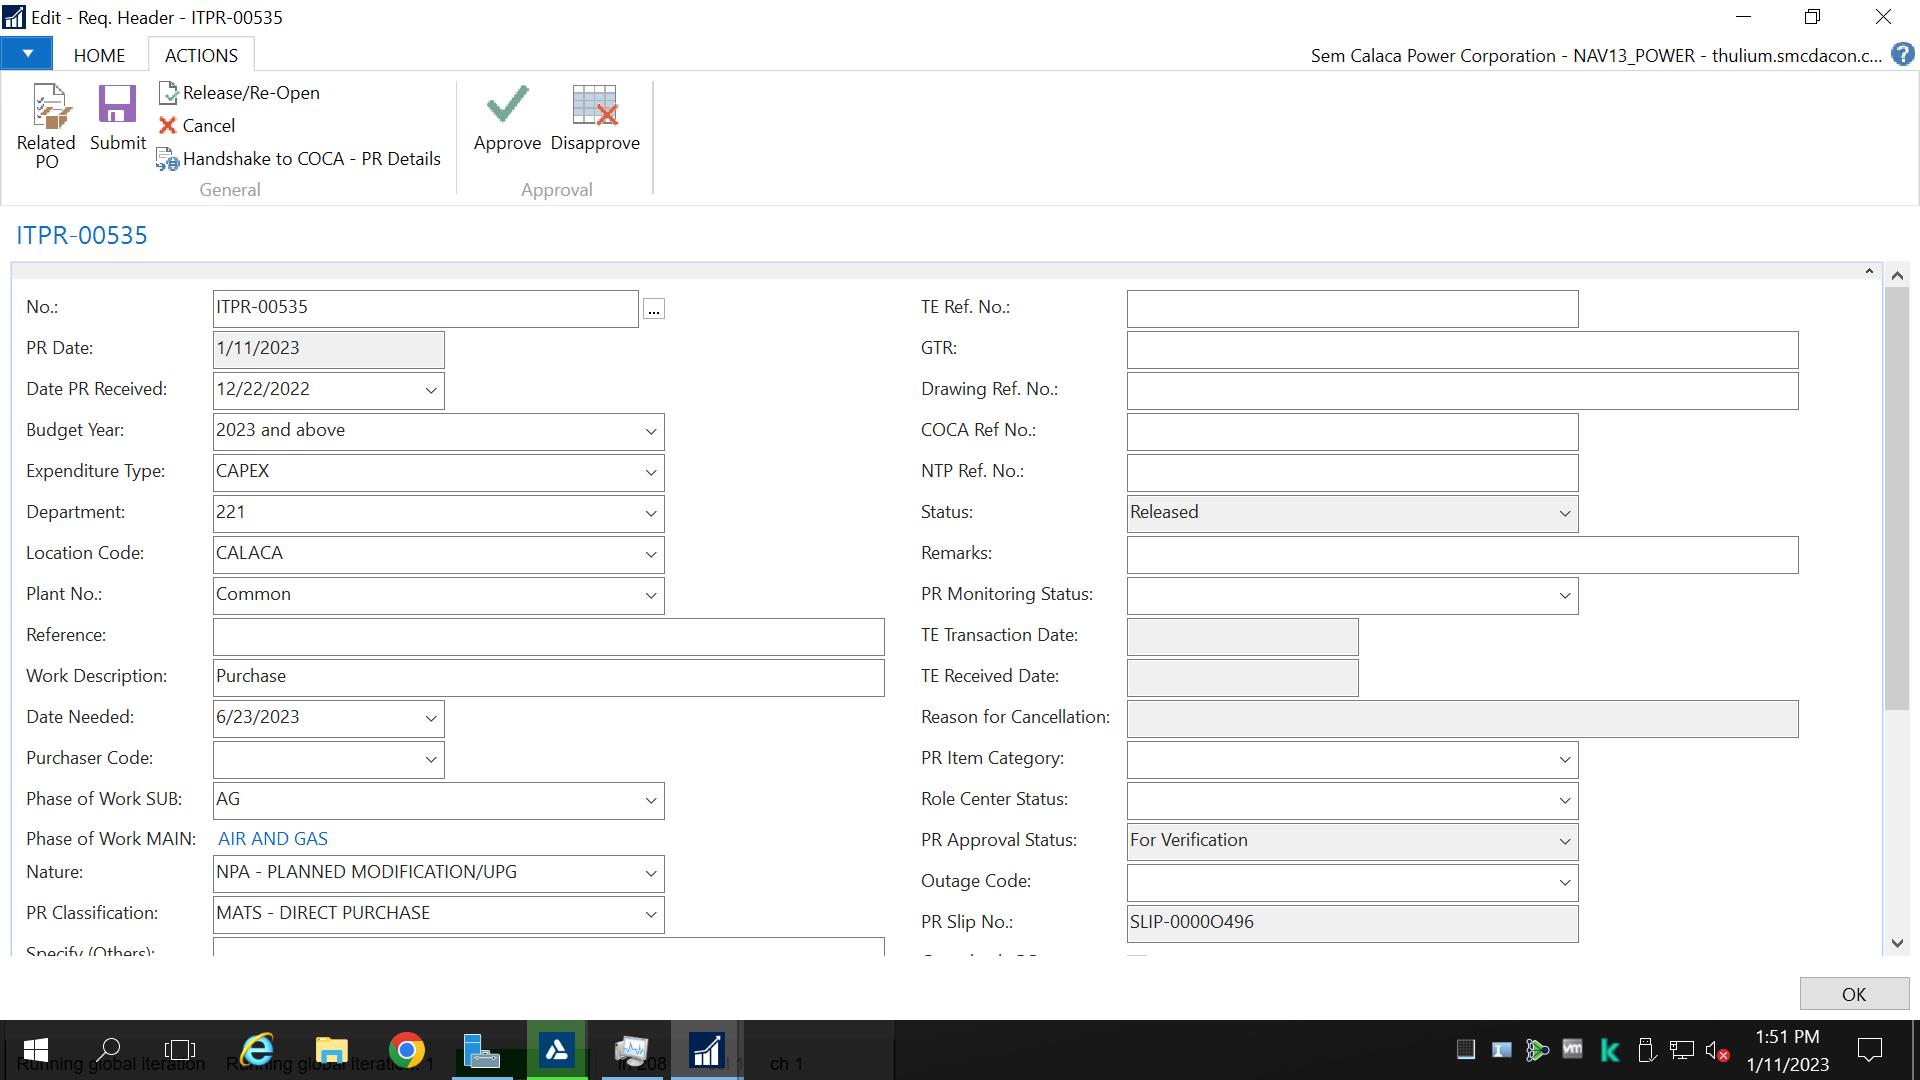 Edit - Req. Header - ITPR-00535
HOME
ACTIONS
Sem Calaca Power Corporation - NAV13_POWER - thulium.smcdacon.c...
Related PO
Submit
Release/Re-Open
Cancel
Handshake to COCA - PR Details
General
Approve
Disapprove
Approval
ITPR-00535
No.: ITPR-00535
...
PR Date: 1/11/2023
Date PR Received: 12/22/2022
Budget Year: 2023 and above
Expenditure Type: CAPEX
Department: 221
Location Code: CALACA
Plant No.: Common
Reference:
Work Description: Purchase
Date Needed: 6/23/2023
Purchaser Code:
Phase of Work SUB: AG
Phase of Work MAIN: AIR AND GAS
Nature: NPA - PLANNED MODIFICATION/UPG
PR Classification: MATS - DIRECT PURCHASE
Specify (Others):
TE Ref. No.:
GTR:
Drawing Ref. No.:
COCA Ref No.:
NTP Ref. No.:
Status: Released
Remarks:
PR Monitoring Status:
TE Transaction Date:
TE Received Date:
Reason for Cancellation:
PR Item Category:
Role Center Status:
PR Approval Status: For Verification
Outage Code:
PR Slip No.: SLIP-0000O496
OK
Running global iteration
Running global iteration: 1
ln 208
ch 1
1:51 PM
1/11/2023